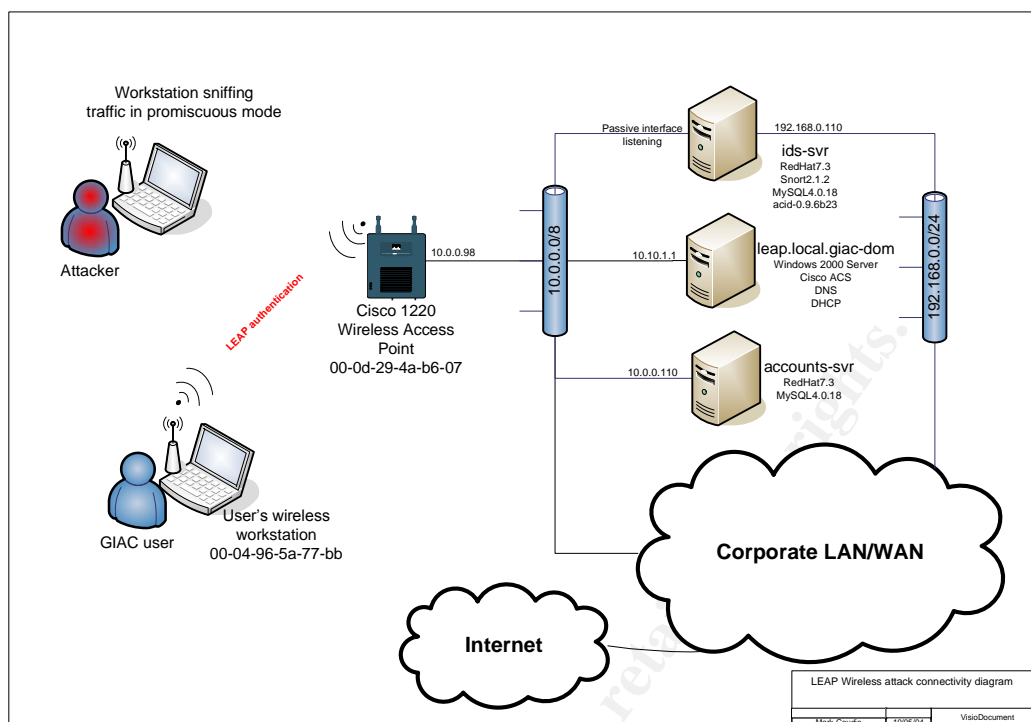 Workstation sniffing
traffic in promiscuous mode
Attacker
LEAP authentication
GIAC user
User's wireless
workstation
00-04-96-5a-77-bb
Cisco 1220
Wireless Access
Point
00-0d-29-4a-b6-07
10.0.0.98
10.0.0.0/8
Passive interface
listening
192.168.0.110
ids-svr
RedHat7.3
Snort2.1.2
MySQL4.0.18
acid-0.9.6b23
10.10.1.1
leap.local.giac-dom
Windows 2000 Server
Cisco ACS
DNS
DHCP
10.0.0.110
accounts-svr
RedHat7.3
MySQL4.0.18
192.168.0.0/24
Corporate LAN/WAN
Internet
rights.
LEAP Wireless attack connectivity diagram
VisioDocument